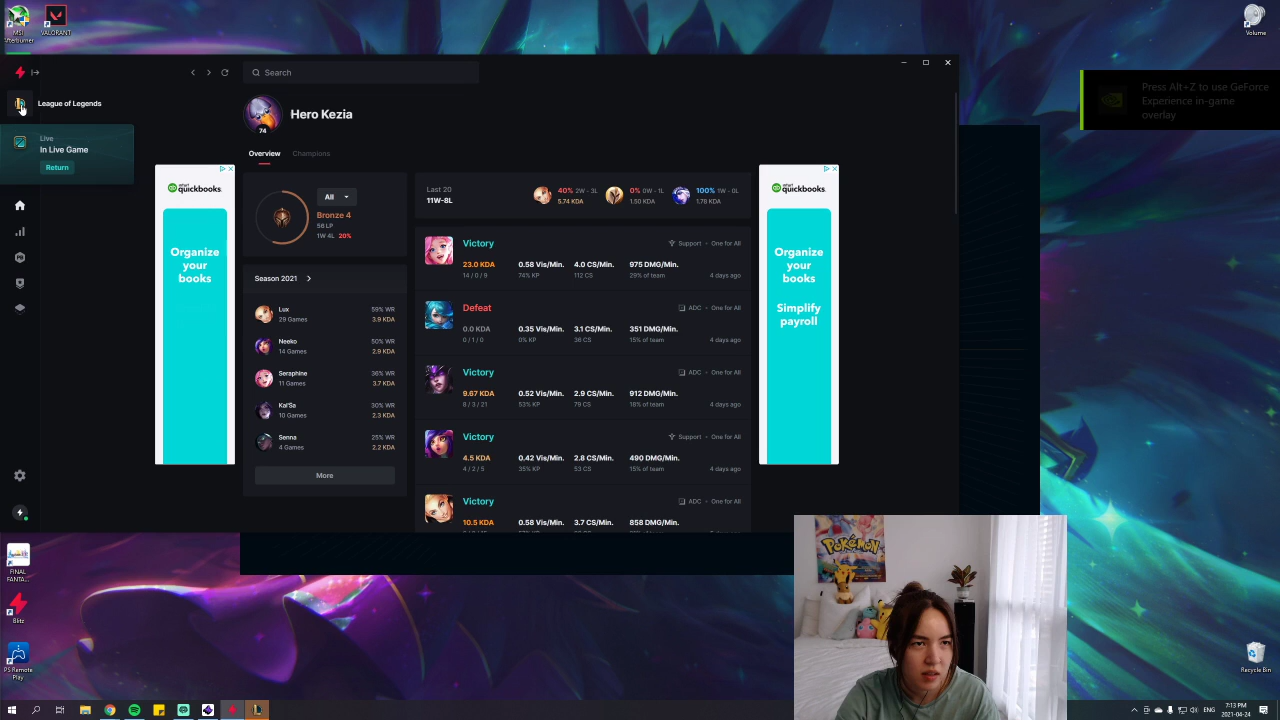 MSI
Afterburner
VALORANT
Volume
Search
Press Alt+Z to use GeForce
Experience in-game
overlay
League of Legends
Hero Kezia
74
Live
In Live Game
Return
Overview
Champions
intuit
quickbooks.
Organize
your
books
All
Bronze 4
56 LP
1W 4L 20%
Last 20
11W-8L
40% 2W - 3L
5.74 KDA
0% 0W - 1L
1.50 KDA
100% 1W - 0L
1.78 KDA
intuit
quickbooks.
Organize
your
books
Simplify
payroll
Season 2021
Lux
29 Games
59% WR
3.9 KDA
Neeko
14 Games
50% WR
2.9 KDA
Seraphine
11 Games
36% WR
3.7 KDA
Kai'Sa
10 Games
30% WR
2.3 KDA
Senna
4 Games
25% WR
2.2 KDA
More
Victory
Support • One for All
23.0 KDA
0.58 Vis/Min.
4.0 CS/Min.
975 DMG/Min.
14 / 0 / 9
74% KP
112 CS
29% of team
4 days ago
Defeat
ADC • One for All
0.0 KDA
0.35 Vis/Min.
3.1 CS/Min.
351 DMG/Min.
0 / 1 / 0
0% KP
36 CS
15% of team
4 days ago
Victory
ADC • One for All
9.67 KDA
0.52 Vis/Min.
2.9 CS/Min.
912 DMG/Min.
8 / 3 / 21
53% KP
79 CS
18% of team
4 days ago
Victory
Support • One for All
4.5 KDA
0.42 Vis/Min.
2.8 CS/Min.
490 DMG/Min.
4 / 2 / 5
35% KP
53 CS
15% of team
4 days ago
Victory
ADC • One for All
10.5 KDA
0.58 Vis/Min.
3.7 CS/Min.
858 DMG/Min.
FINAL
FANTA...
Blitz
PS Remote
Play
POKéMON
Recycle Bin
ENG
7:13 PM
2021-04-24